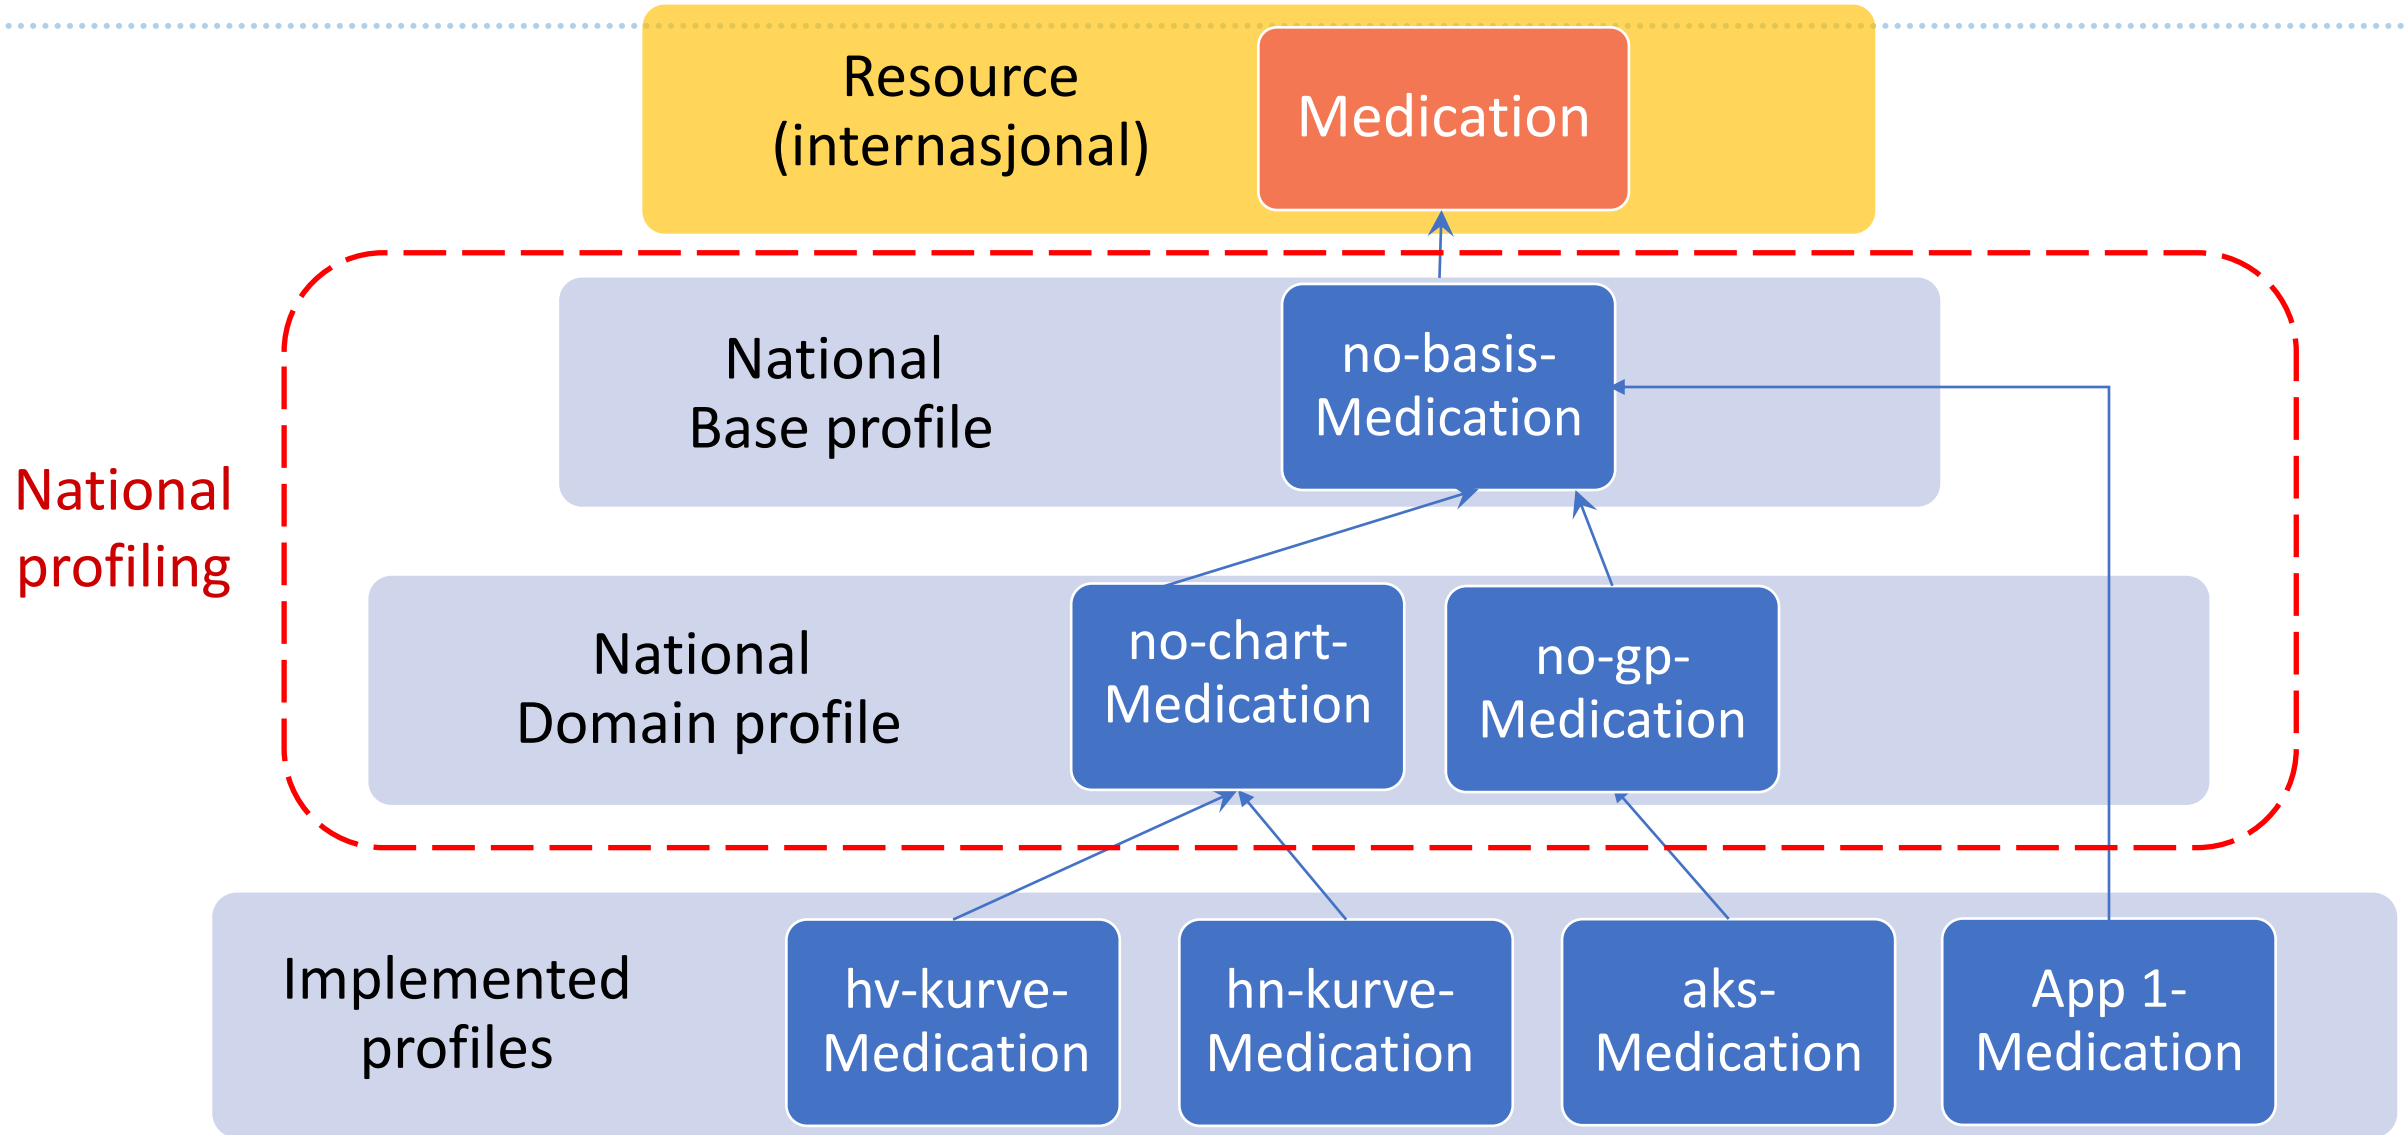 Resource
(internasjonal)
Medication
National
Base profile
no-basis-
Medication
National
profiling
National
Domain profile
no-chart-
Medication
no-gp-
Medication
Implemented
profiles
hv-kurve-
Medication
hn-kurve-
Medication
aks-
Medication
App 1-
Medication